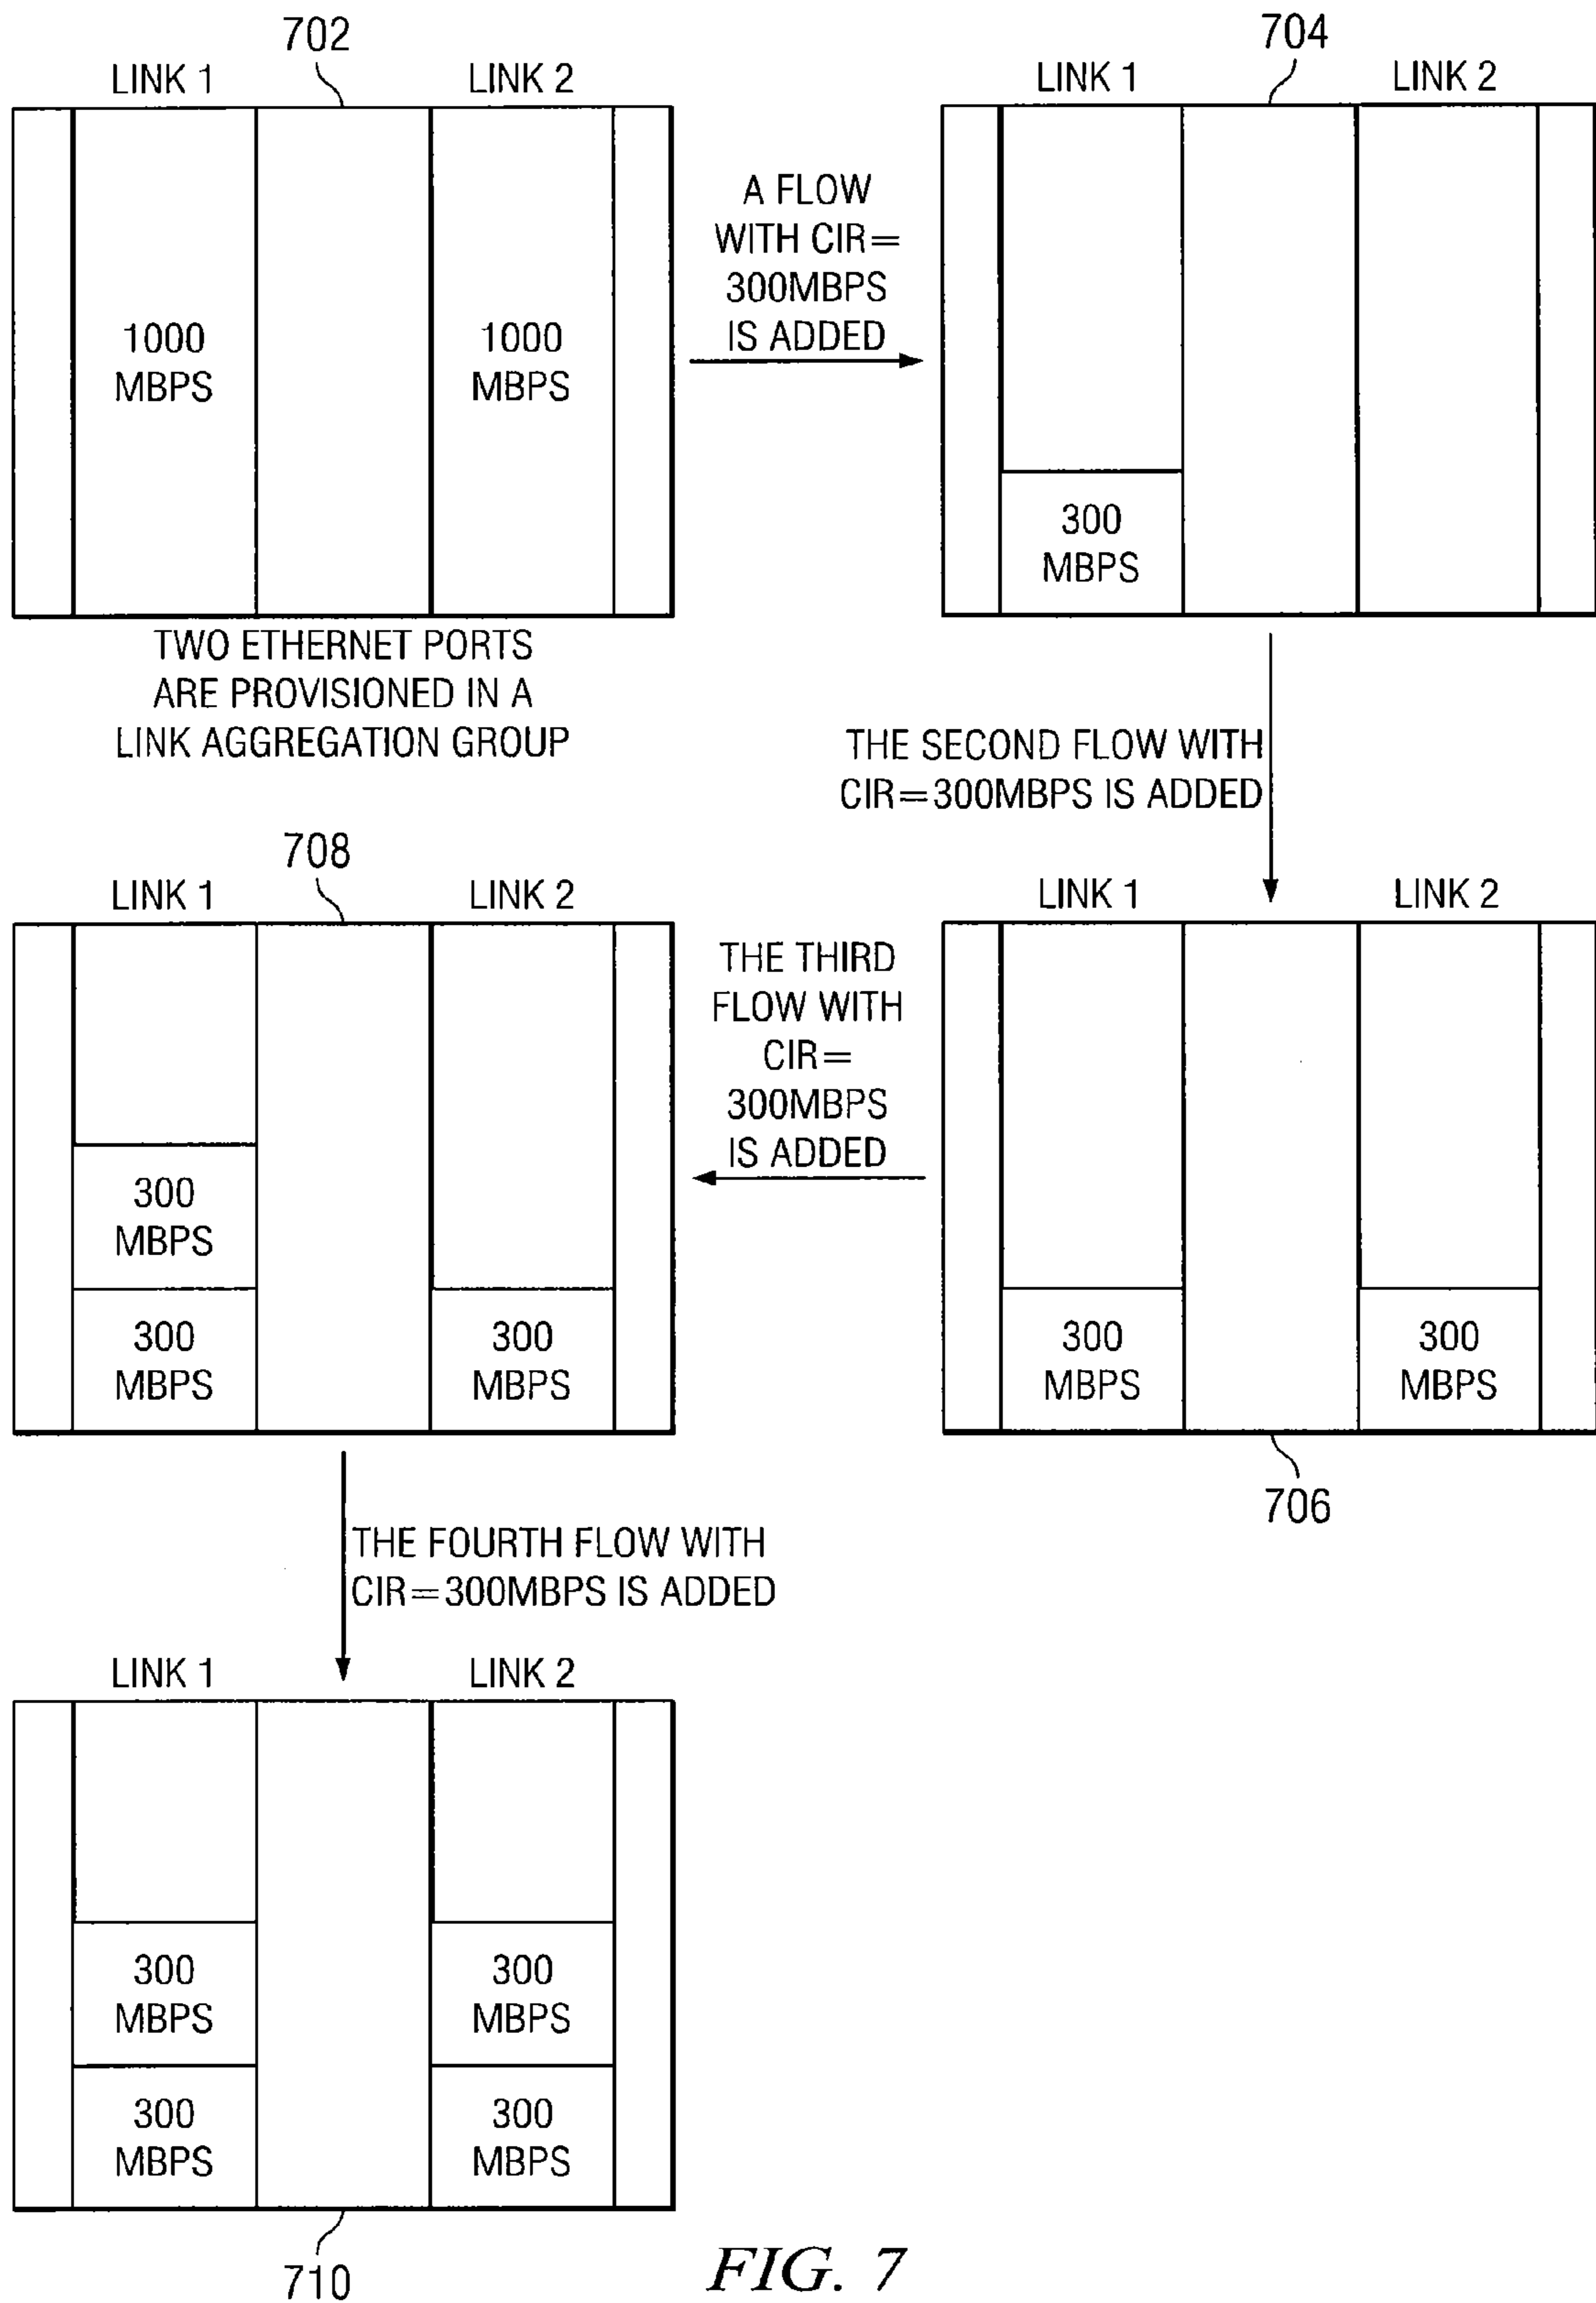 702
LINK 1
LINK 2
1000
MBPS
1000
MBPS
TWO ETHERNET PORTS
ARE PROVISIONED IN A
LINK AGGREGATION GROUP
A FLOW
WITH CIR=
300MBPS
IS ADDED
704
LINK 1
LINK 2
300
MBPS
THE SECOND FLOW WITH
CIR=300MBPS IS ADDED
LINK 1
LINK 2
300
MBPS
300
MBPS
706
THE THIRD
FLOW WITH
CIR=
300MBPS
IS ADDED
708
LINK 1
LINK 2
300
MBPS
300
MBPS
300
MBPS
THE FOURTH FLOW WITH
CIR=300MBPS IS ADDED
LINK 1
LINK 2
300
MBPS
300
MBPS
300
MBPS
300
MBPS
710
FIG. 7